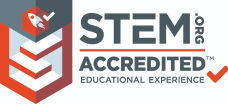 STEM.ORG
ACCREDITED™
EDUCATIONAL EXPERIENCE